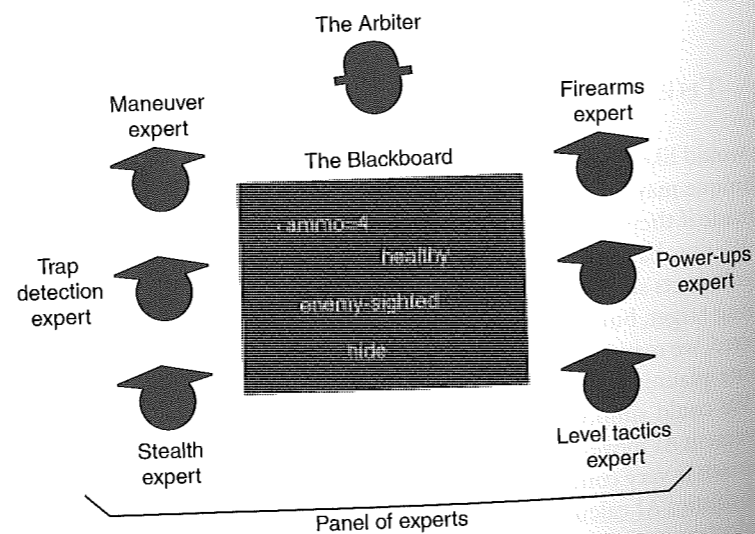 The Arbiter
Maneuver
expert
Firearms
expert
The Blackboard
ammo=4
healthy
enemy-sighted
hide
Trap
detection
expert
Power-ups
expert
Stealth
expert
Level tactics
expert
Panel of experts